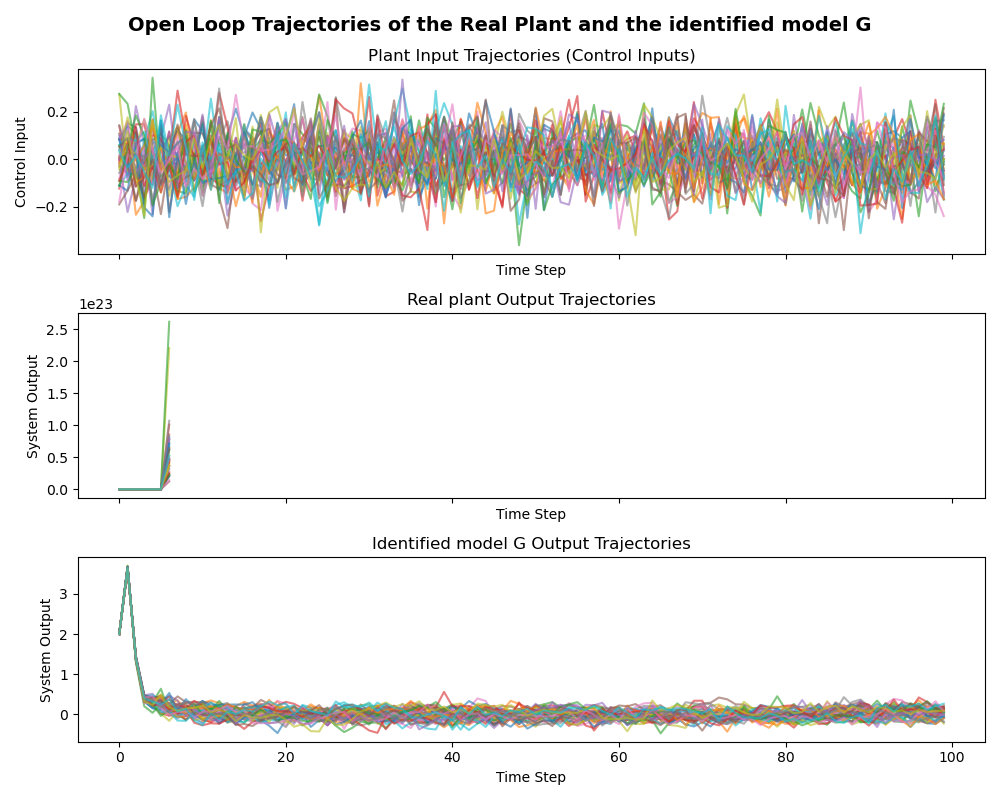 Open Loop Trajectories of the Real Plant and the identified model G
Plant Input Trajectories (Control Inputs)
Control Input
0.2
0.0
−0.2
Time Step
Real plant Output Trajectories
1e23
System Output
2.5
2.0
1.5
1.0
0.5
0.0
Time Step
Identified model G Output Trajectories
System Output
3
2
1
0
0 20 40 60 80 100
Time Step